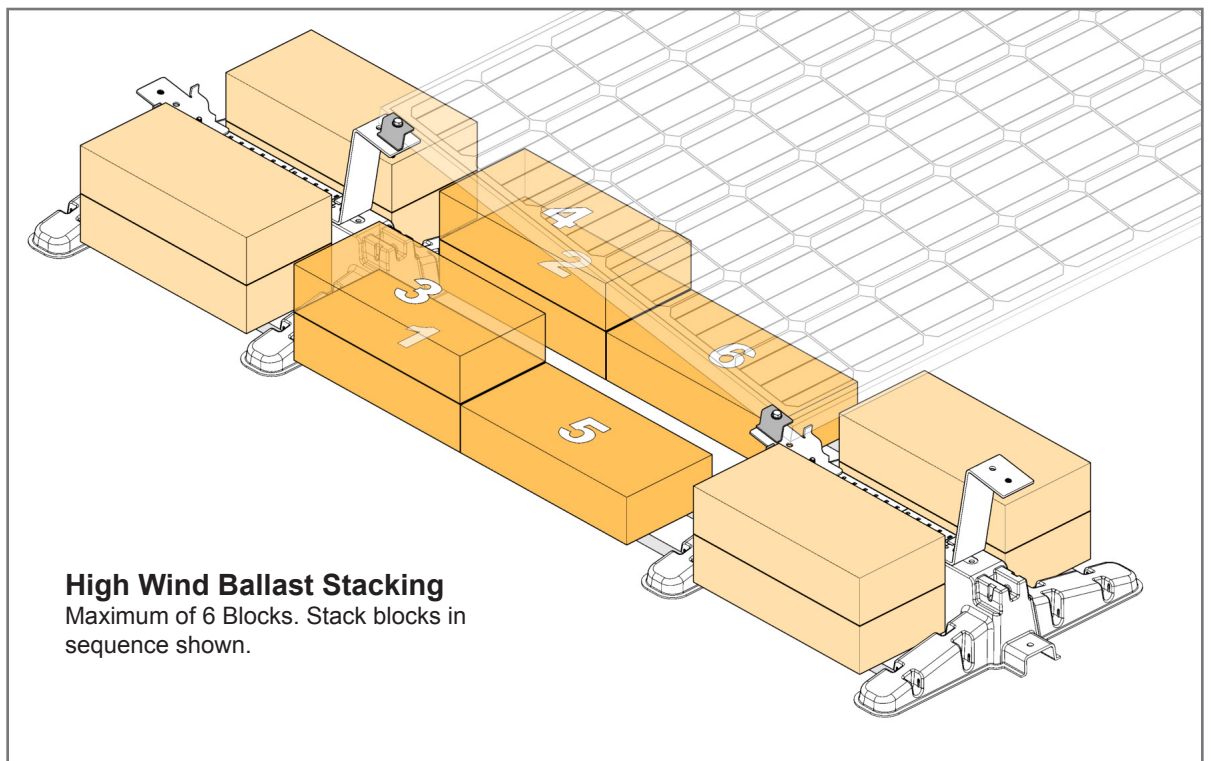 4
2
3
1
6
5
High Wind Ballast Stacking
Maximum of 6 Blocks. Stack blocks in
sequence shown.